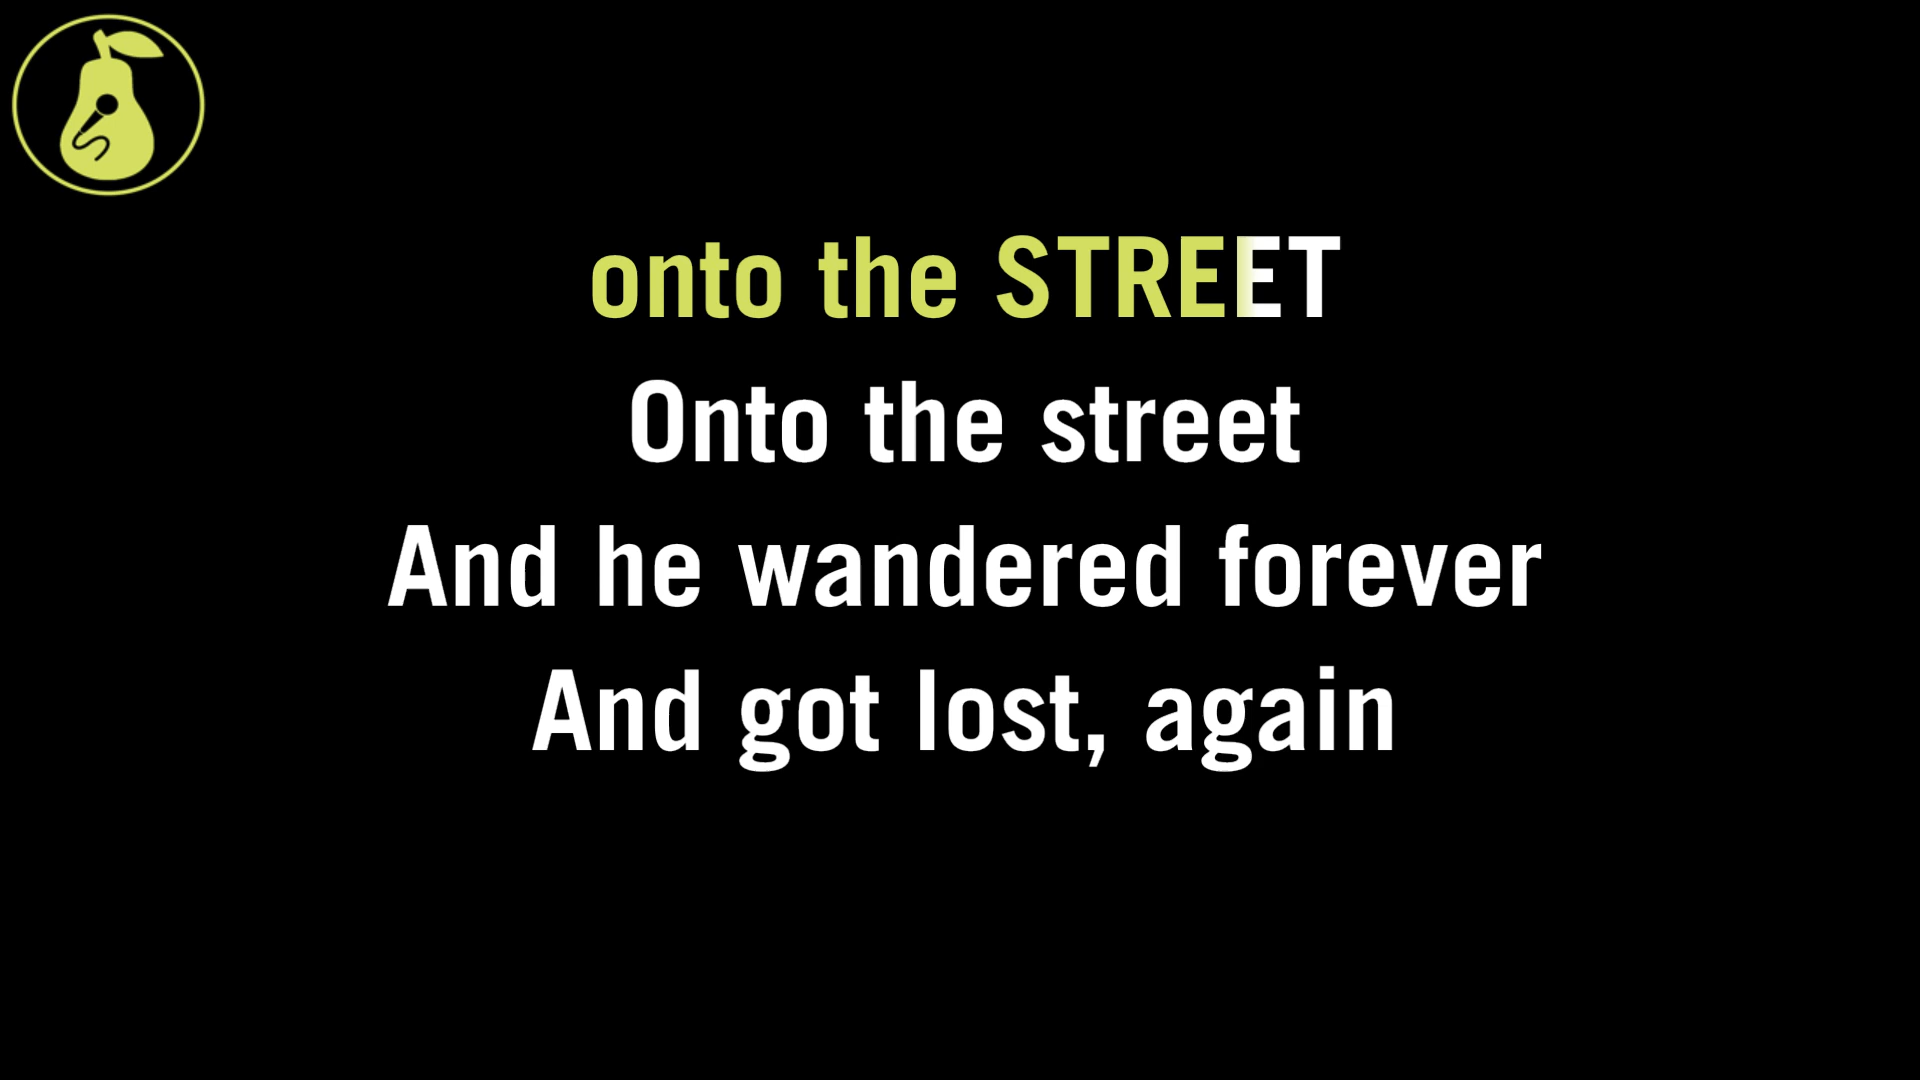 onto the STREET
Onto the street
And he wandered forever
And got lost, again